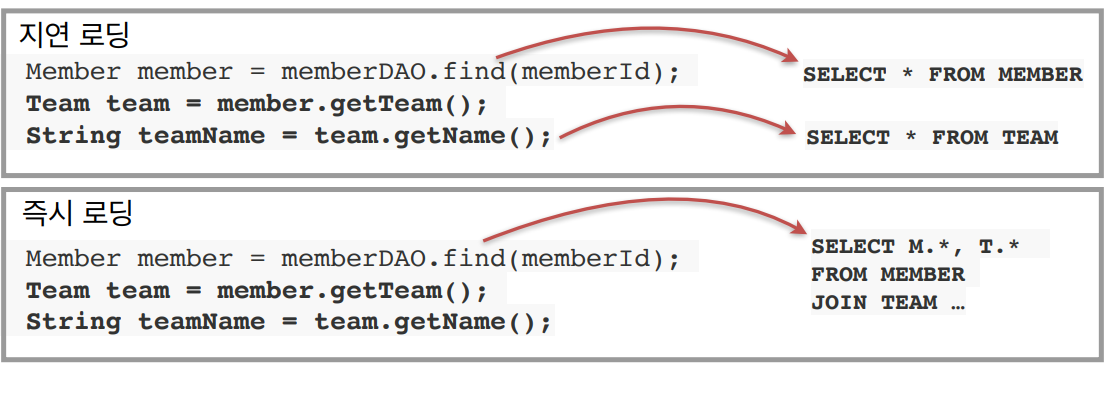 지연 로딩
Member member = memberDAO.find(memberId);
SELECT * FROM MEMBER
Team team = member.getTeam();
String teamName = team.getName();
SELECT * FROM TEAM
즉시 로딩
Member member = memberDAO.find(memberId);
Team team = member.getTeam();
String teamName = team.getName();
SELECT M.*, T.*
FROM MEMBER
JOIN TEAM …